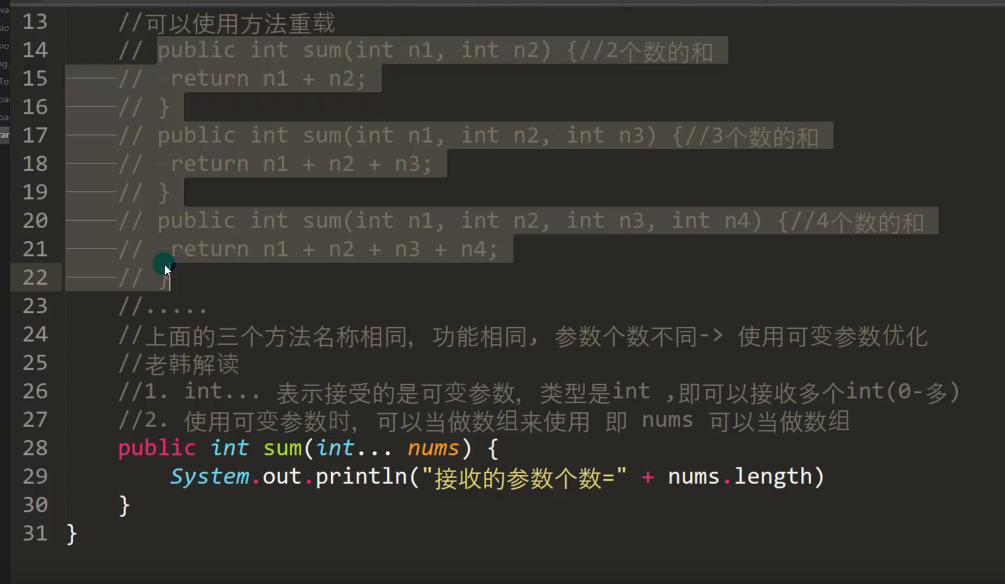 13 //可以使用方法重载
14 // public int sum(int n1, int n2) {//2个数的和
15 // return n1 + n2;
16 // }
17 // public int sum(int n1, int n2, int n3) {//3个数的和
18 // return n1 + n2 + n3;
19 // }
20 // public int sum(int n1, int n2, int n3, int n4) {//4个数的和
21 // return n1 + n2 + n3 + n4;
22 // }
23 //.....
24 //上面的三个方法名称相同, 功能相同, 参数个数不同-> 使用可变参数优化
25 //老韩解读
26 //1. int... 表示接受的是可变参数, 类型是int ,即可以接收多个int(0-多)
27 //2. 使用可变参数时, 可以当做数组来使用 即 nums 可以当做数组
28 public int sum(int... nums) {
29 System.out.println("接收的参数个数=" + nums.length)
30 }
31 }